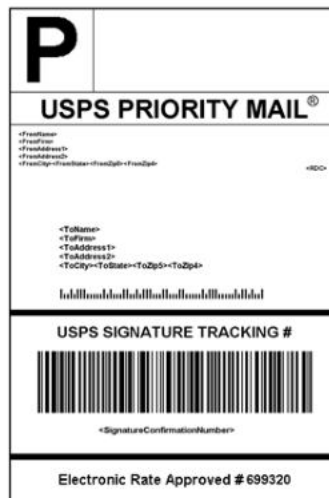 P
USPS PRIORITY MAIL®
<FromName>
<FromFirm>
<FromAddress1>
<FromAddress2>
<FromCity><FromState><FromZip5><FromZip4>
<RDC>
<ToName>
<ToFirm>
<ToAddress1>
<ToAddress2>
<ToCity><ToState><ToZip5><ToZip4>
USPS SIGNATURE TRACKING #
<SignatureConfirmationNumber>
Electronic Rate Approved # 699320